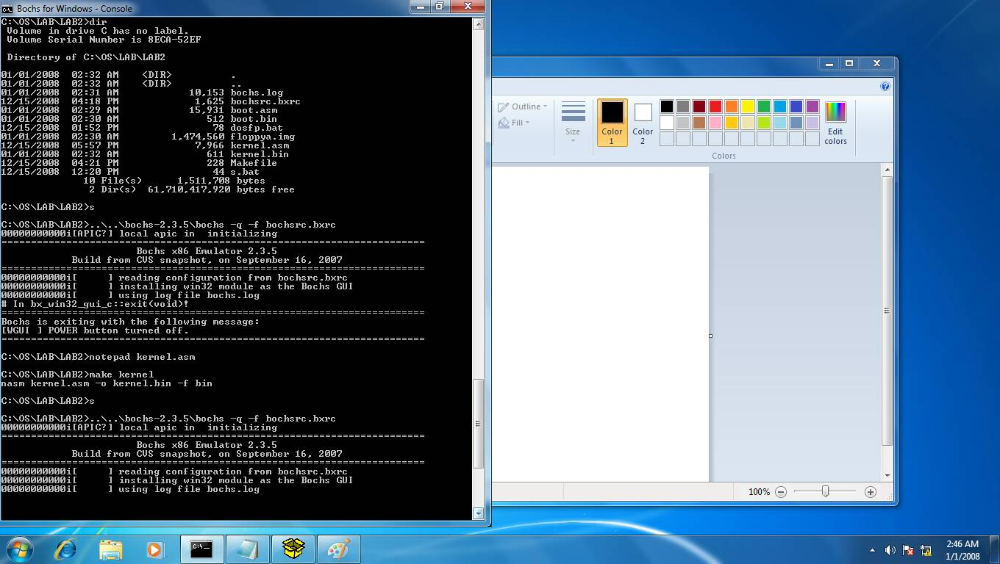 Bochs for Windows - Console
C:\OS\LAB\LAB2>dir
Volume in drive C has no label.
Volume Serial Number is 8ECA-52EF
Directory of C:\OS\LAB\LAB2
01/01/2008  02:32 AM    <DIR>          .
01/01/2008  02:32 AM    <DIR>          ..
01/01/2008  02:31 AM            10,153 bochs.log
12/15/2008  04:18 PM             1,625 bochsrc.bxrc
01/01/2008  02:29 AM            15,931 boot.asm
01/01/2008  02:30 AM               512 boot.bin
12/15/2008  01:52 PM                78 dosfp.bat
01/01/2008  02:30 AM         1,474,560 floppya.img
12/15/2008  05:57 PM             7,966 kernel.asm
01/01/2008  02:32 AM               611 kernel.bin
12/15/2008  04:21 PM               228 Makefile
12/15/2008  12:20 PM                44 s.bat
10 File(s)      1,511,708 bytes
2 Dir(s)  61,710,417,920 bytes free
C:\OS\LAB\LAB2>s
C:\OS\LAB\LAB2>..\..\bochs-2.3.5\bochs -q -f bochsrc.bxrc
00000000000i[APIC?] local apic in  initializing
========================================================================
Bochs x86 Emulator 2.3.5
Build from CVS snapshot, on September 16, 2007
========================================================================
00000000000i[     ] reading configuration from bochsrc.bxrc
00000000000i[     ] installing win32 module as the Bochs GUI
00000000000i[     ] using log file bochs.log
# In bx_win32_gui_c::exit(void)!
========================================================================
Bochs is exiting with the following message:
[WGUI ] POWER button turned off.
========================================================================
C:\OS\LAB\LAB2>notepad kernel.asm
C:\OS\LAB\LAB2>make kernel
nasm kernel.asm -o kernel.bin -f bin
C:\OS\LAB\LAB2>s
C:\OS\LAB\LAB2>..\..\bochs-2.3.5\bochs -q -f bochsrc.bxrc
00000000000i[APIC?] local apic in  initializing
========================================================================
Bochs x86 Emulator 2.3.5
Build from CVS snapshot, on September 16, 2007
========================================================================
00000000000i[     ] reading configuration from bochsrc.bxrc
00000000000i[     ] installing win32 module as the Bochs GUI
00000000000i[     ] using log file bochs.log
Outline
Fill
Size
Color 1
Color 2
Edit colors
Colors
100%
C:\
2:46 AM
1/1/2008